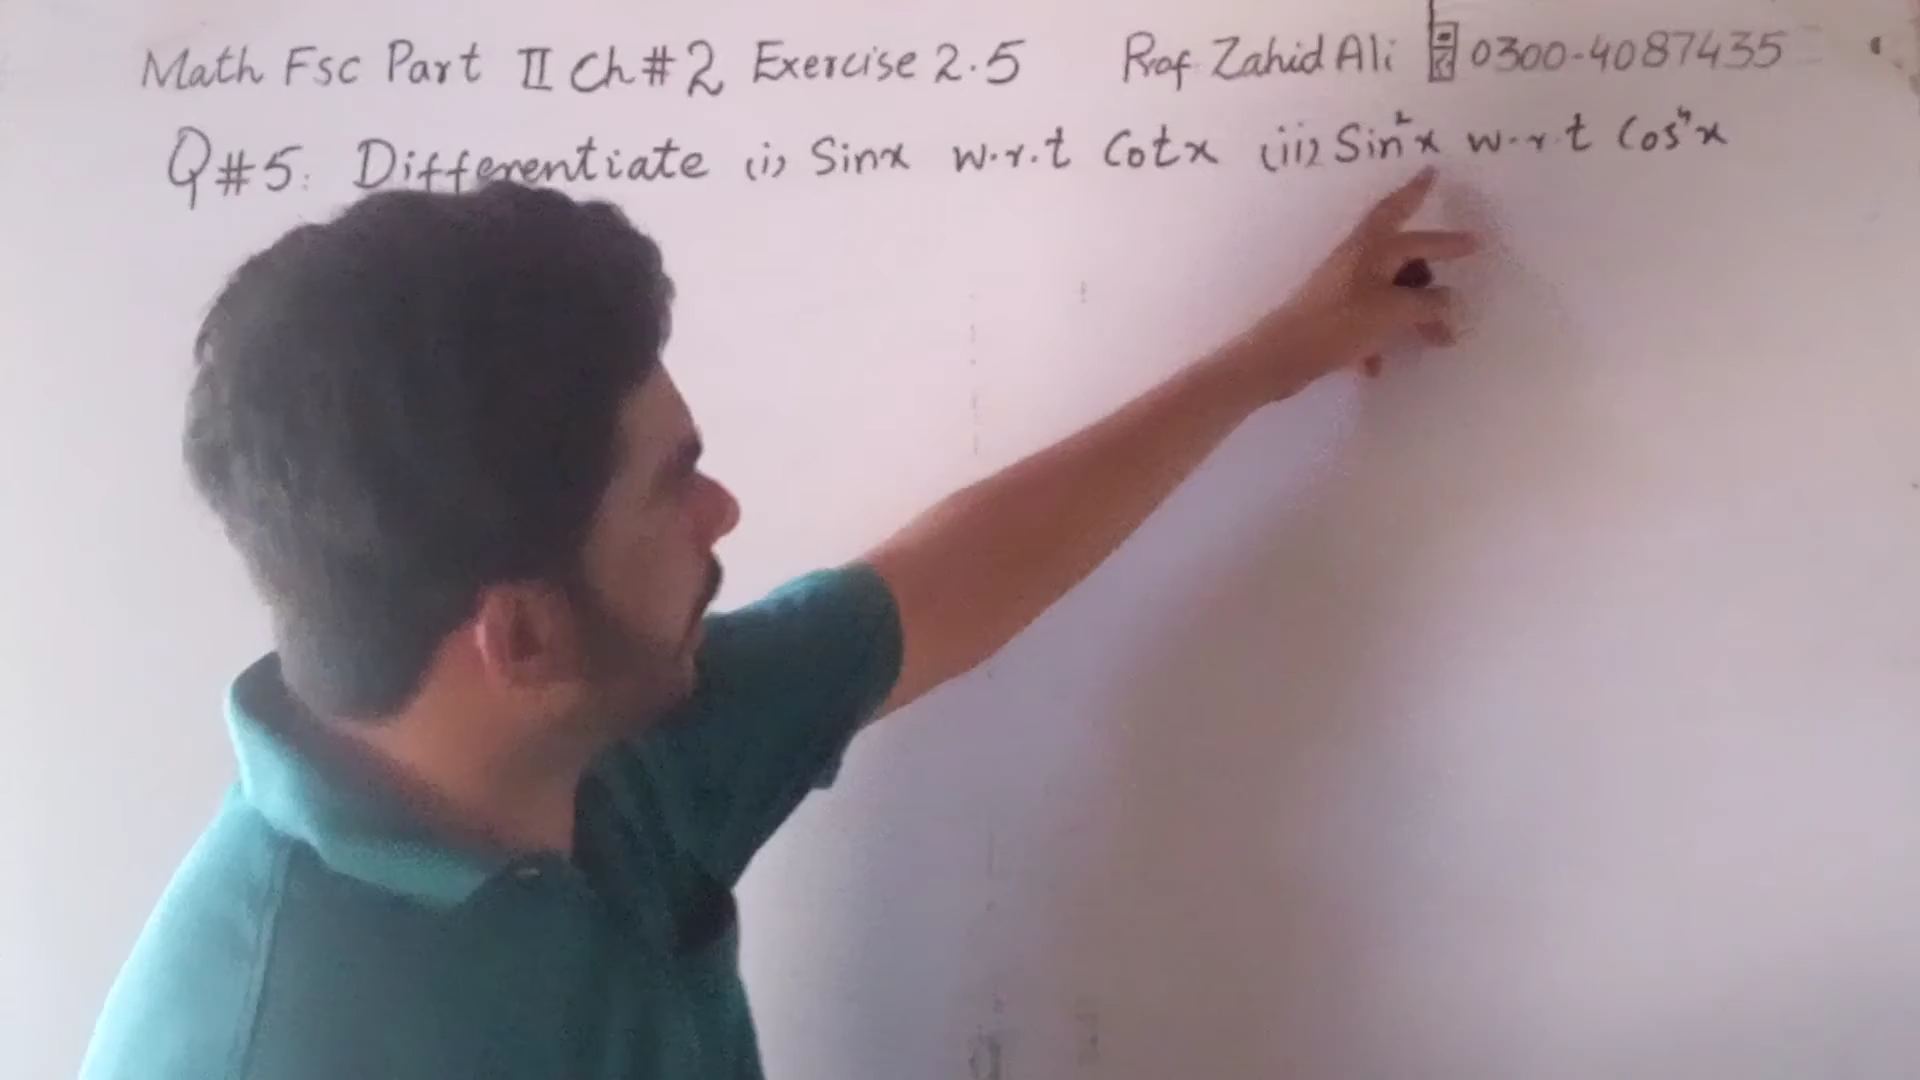 Math Fsc Part II Ch#2 Exercise 2.5 Prof Zahid Ali 0300-4087435
Q#5: Differentiate (i) Sinx w.r.t Cotx (ii) Sin²x w.r.t Cos⁴x